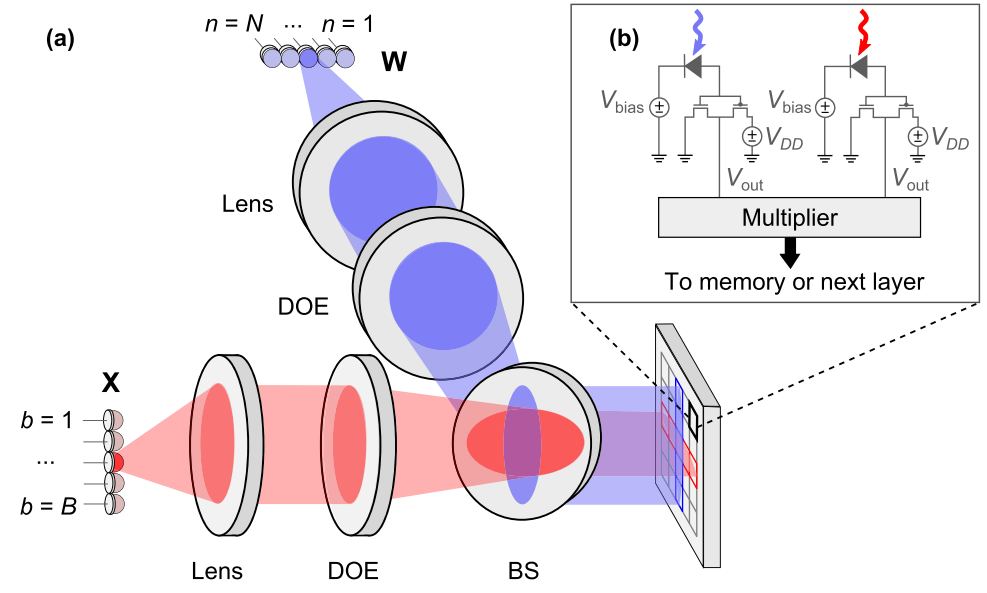 (a)
n = N ... n = 1
W
Lens
DOE
X
b = 1
...
b = B
Lens
DOE
BS
(b)
V_bias
V_DD
V_out
V_bias
V_DD
V_out
Multiplier
To memory or next layer